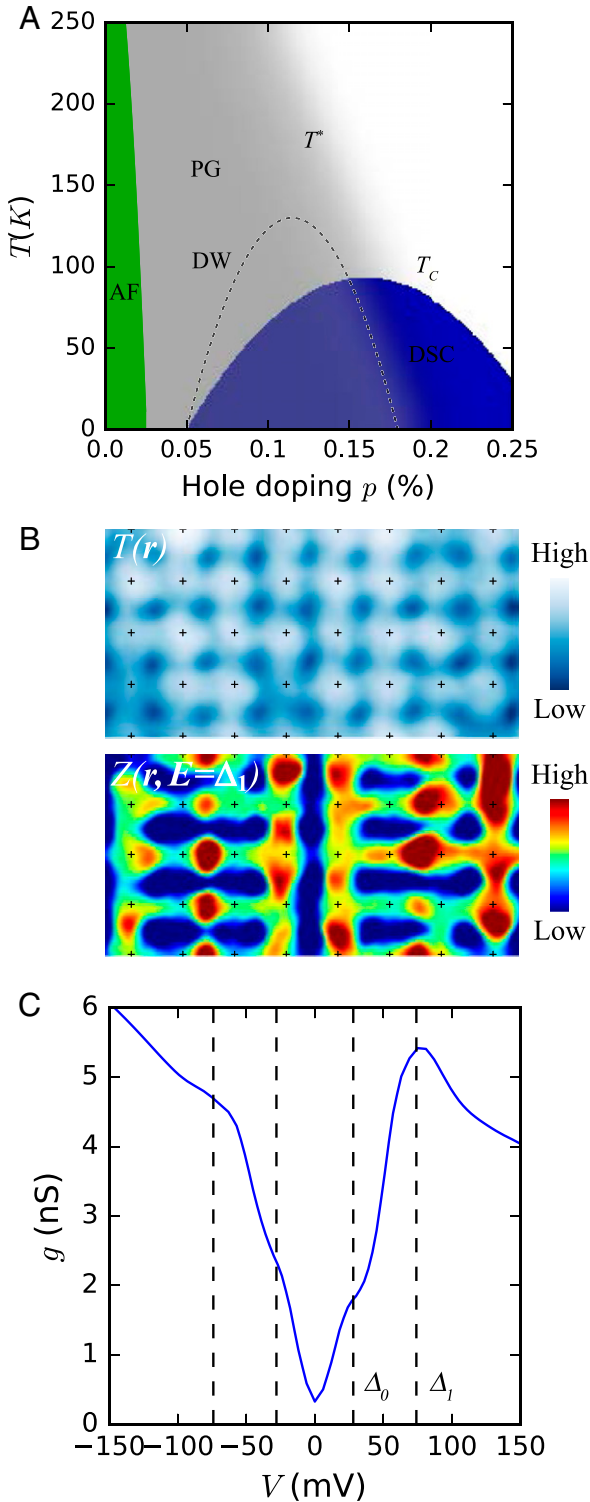 A
250
200
150
100
50
0
T(K)
PG
T*
DW
AF
T_C
DSC
0.0 0.05 0.1 0.15 0.2 0.25
Hole doping p (%)
B
T(r)
High
Low
Z(r, E=Δ₁)
High
Low
C
6
5
4
3
2
1
0
g (nS)
Δ₀ Δ₁
−150 −100 −50 0 50 100 150
V (mV)